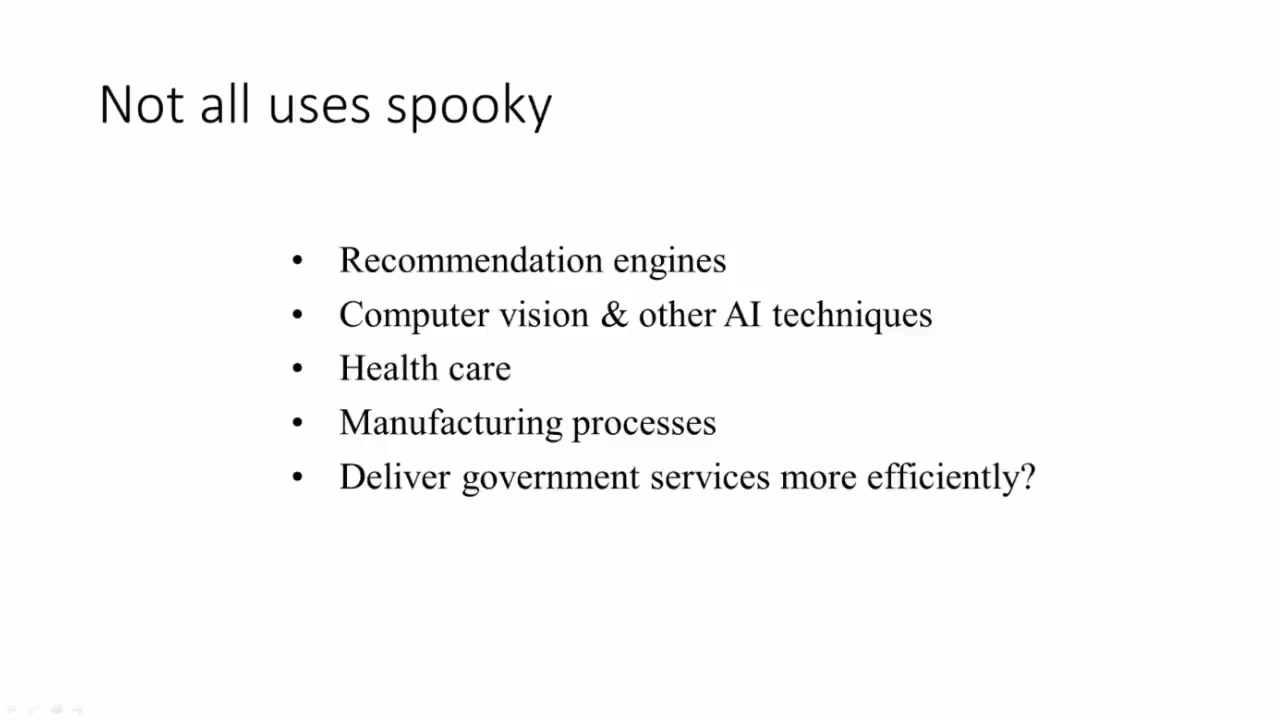 Not all uses spooky
• Recommendation engines
• Computer vision & other AI techniques
• Health care
• Manufacturing processes
• Deliver government services more efficiently?